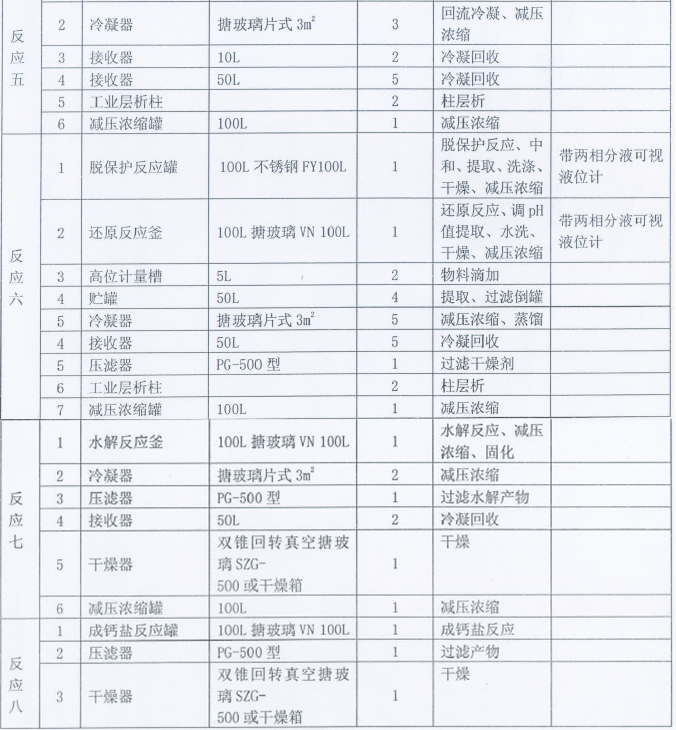 反应五
2 冷凝器 搪玻璃片式 3㎡ 3 回流冷凝、减压
浓缩
3 接收器 10L 2 冷凝回收
4 接收器 50L 5 冷凝回收
5 工业层析柱 2 柱层析
6 减压浓缩罐 100L 1 减压浓缩
反应六
1 脱保护反应罐 100L 不锈钢 FY100L 1 脱保护反应、中
和、提取、洗涤、
干燥、减压浓缩
带两相分液可视
液位计
2 还原反应釜 100L 搪玻璃 VN 100L 1 还原反应、调 pH
值提取、水洗、
干燥、减压浓缩
带两相分液可视
液位计
3 高位计量槽 5L 2 物料滴加
4 贮罐 50L 4 提取、过滤倒罐
5 冷凝器 搪玻璃片式 3㎡ 5 减压浓缩、蒸馏
4 接收器 50L 5 冷凝回收
5 压滤器 PG-500 型 1 过滤干燥剂
6 工业层析柱 2 柱层析
7 减压浓缩罐 100L 1 减压浓缩
反应七
1 水解反应釜 100L 搪玻璃 VN 100L 1 水解反应、减压
浓缩、固化
2 冷凝器 搪玻璃片式 3㎡ 2 减压浓缩
3 压滤器 PG-500 型 1 过滤水解产物
4 接收器 50L 2 冷凝回收
5 干燥器 双锥回转真空搪玻
璃 SZG-
500 或干燥箱
1 干燥
6 减压浓缩罐 100L 1 减压浓缩
反应八
1 成钙盐反应罐 100L 搪玻璃 VN 100L 1 成钙盐反应
2 压滤器 PG-500 型 1 过滤产物
3 干燥器 双锥回转真空搪玻
璃 SZG-
500 或干燥箱
1 干燥